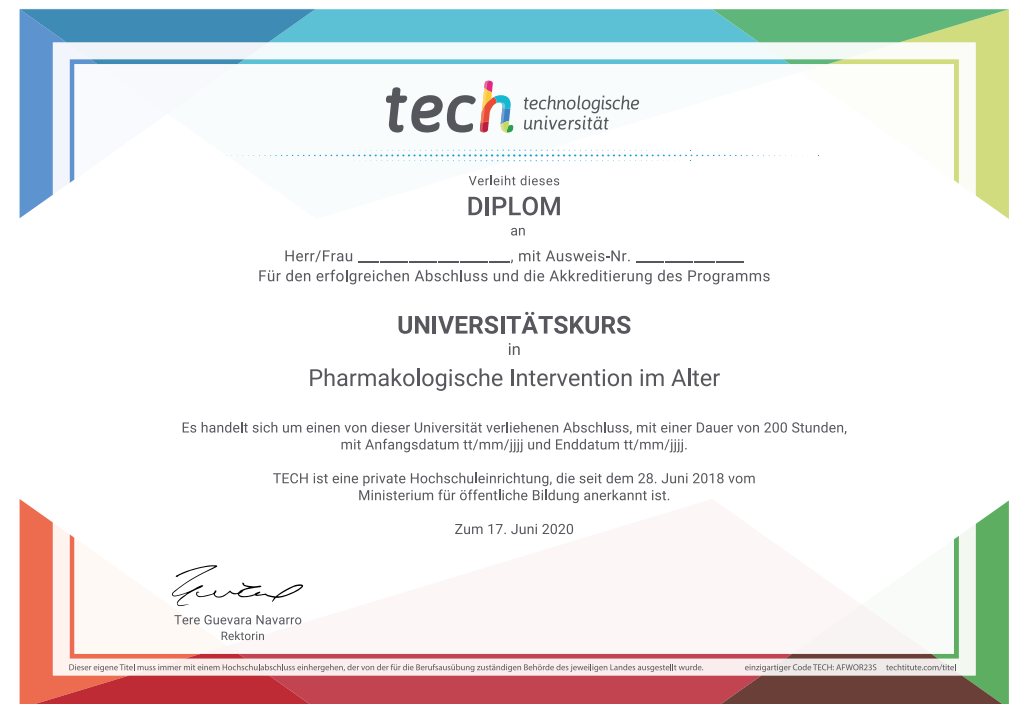 tech technologische
universität
Verleiht dieses
DIPLOM
an
Herr/Frau ________________, mit Ausweis-Nr. ____________
Für den erfolgreichen Abschluss und die Akkreditierung des Programms
UNIVERSITÄTSKURS
in
Pharmakologische Intervention im Alter
Es handelt sich um einen von dieser Universität verliehenen Abschluss, mit einer Dauer von 200 Stunden,
mit Anfangsdatum tt/mm/jjjj und Enddatum tt/mm/jjjj.
TECH ist eine private Hochschuleinrichtung, die seit dem 28. Juni 2018 vom
Ministerium für öffentliche Bildung anerkannt ist.
Zum 17. Juni 2020
Tere Guevara Navarro
Rektorin
Dieser eigene Titel muss immer mit einem Hochschulabschluss einhergehen, der von der für die Berufsausübung zuständigen Behörde des jeweiligen Landes ausgestellt wurde. einzigartiger Code TECH: AFWOR23S techtitute.com/titel